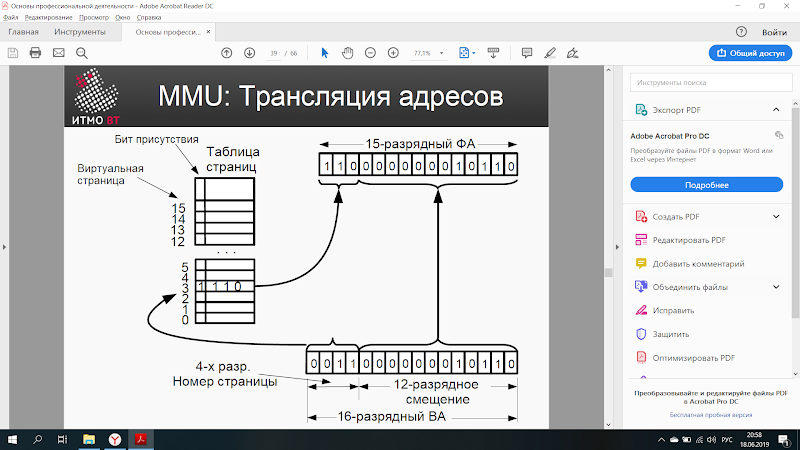 Основы профессиональной деятельности - Adobe Acrobat Reader DC
Файл Редактирование Просмотр Окно Справка
Главная Инструменты Основы професси... × Войти
39 / 66 77,1% Общий доступ
MMU: Трансляция адресов
ИТМО ВТ
Бит присутствия
Виртуальная
страница
Таблица
страниц
15
14
13
12
. . .
5
4
3 1 1 1 0
2
1
0
15-разрядный ФА
1 1 0 0 0 0 0 0 0 0 1 0 1 1 0
0 0 1 1 0 0 0 0 0 0 0 1 0 1 1 0
4-х разр.
Номер страницы
12-разрядное
смещение
16-разрядный ВА
Инструменты поиска
Экспорт PDF
Adobe Acrobat Pro DC
Преобразуйте файлы PDF в формат Word или
Excel через Интернет
Подробнее
Создать PDF
Редактировать PDF
Добавить комментарий
Объединить файлы
Исправить
Защитить
Оптимизировать PDF
Преобразовывайте и редактируйте файлы PDF
в Acrobat Pro DC
Бесплатная пробная версия
РУС
20:58
18.06.2019